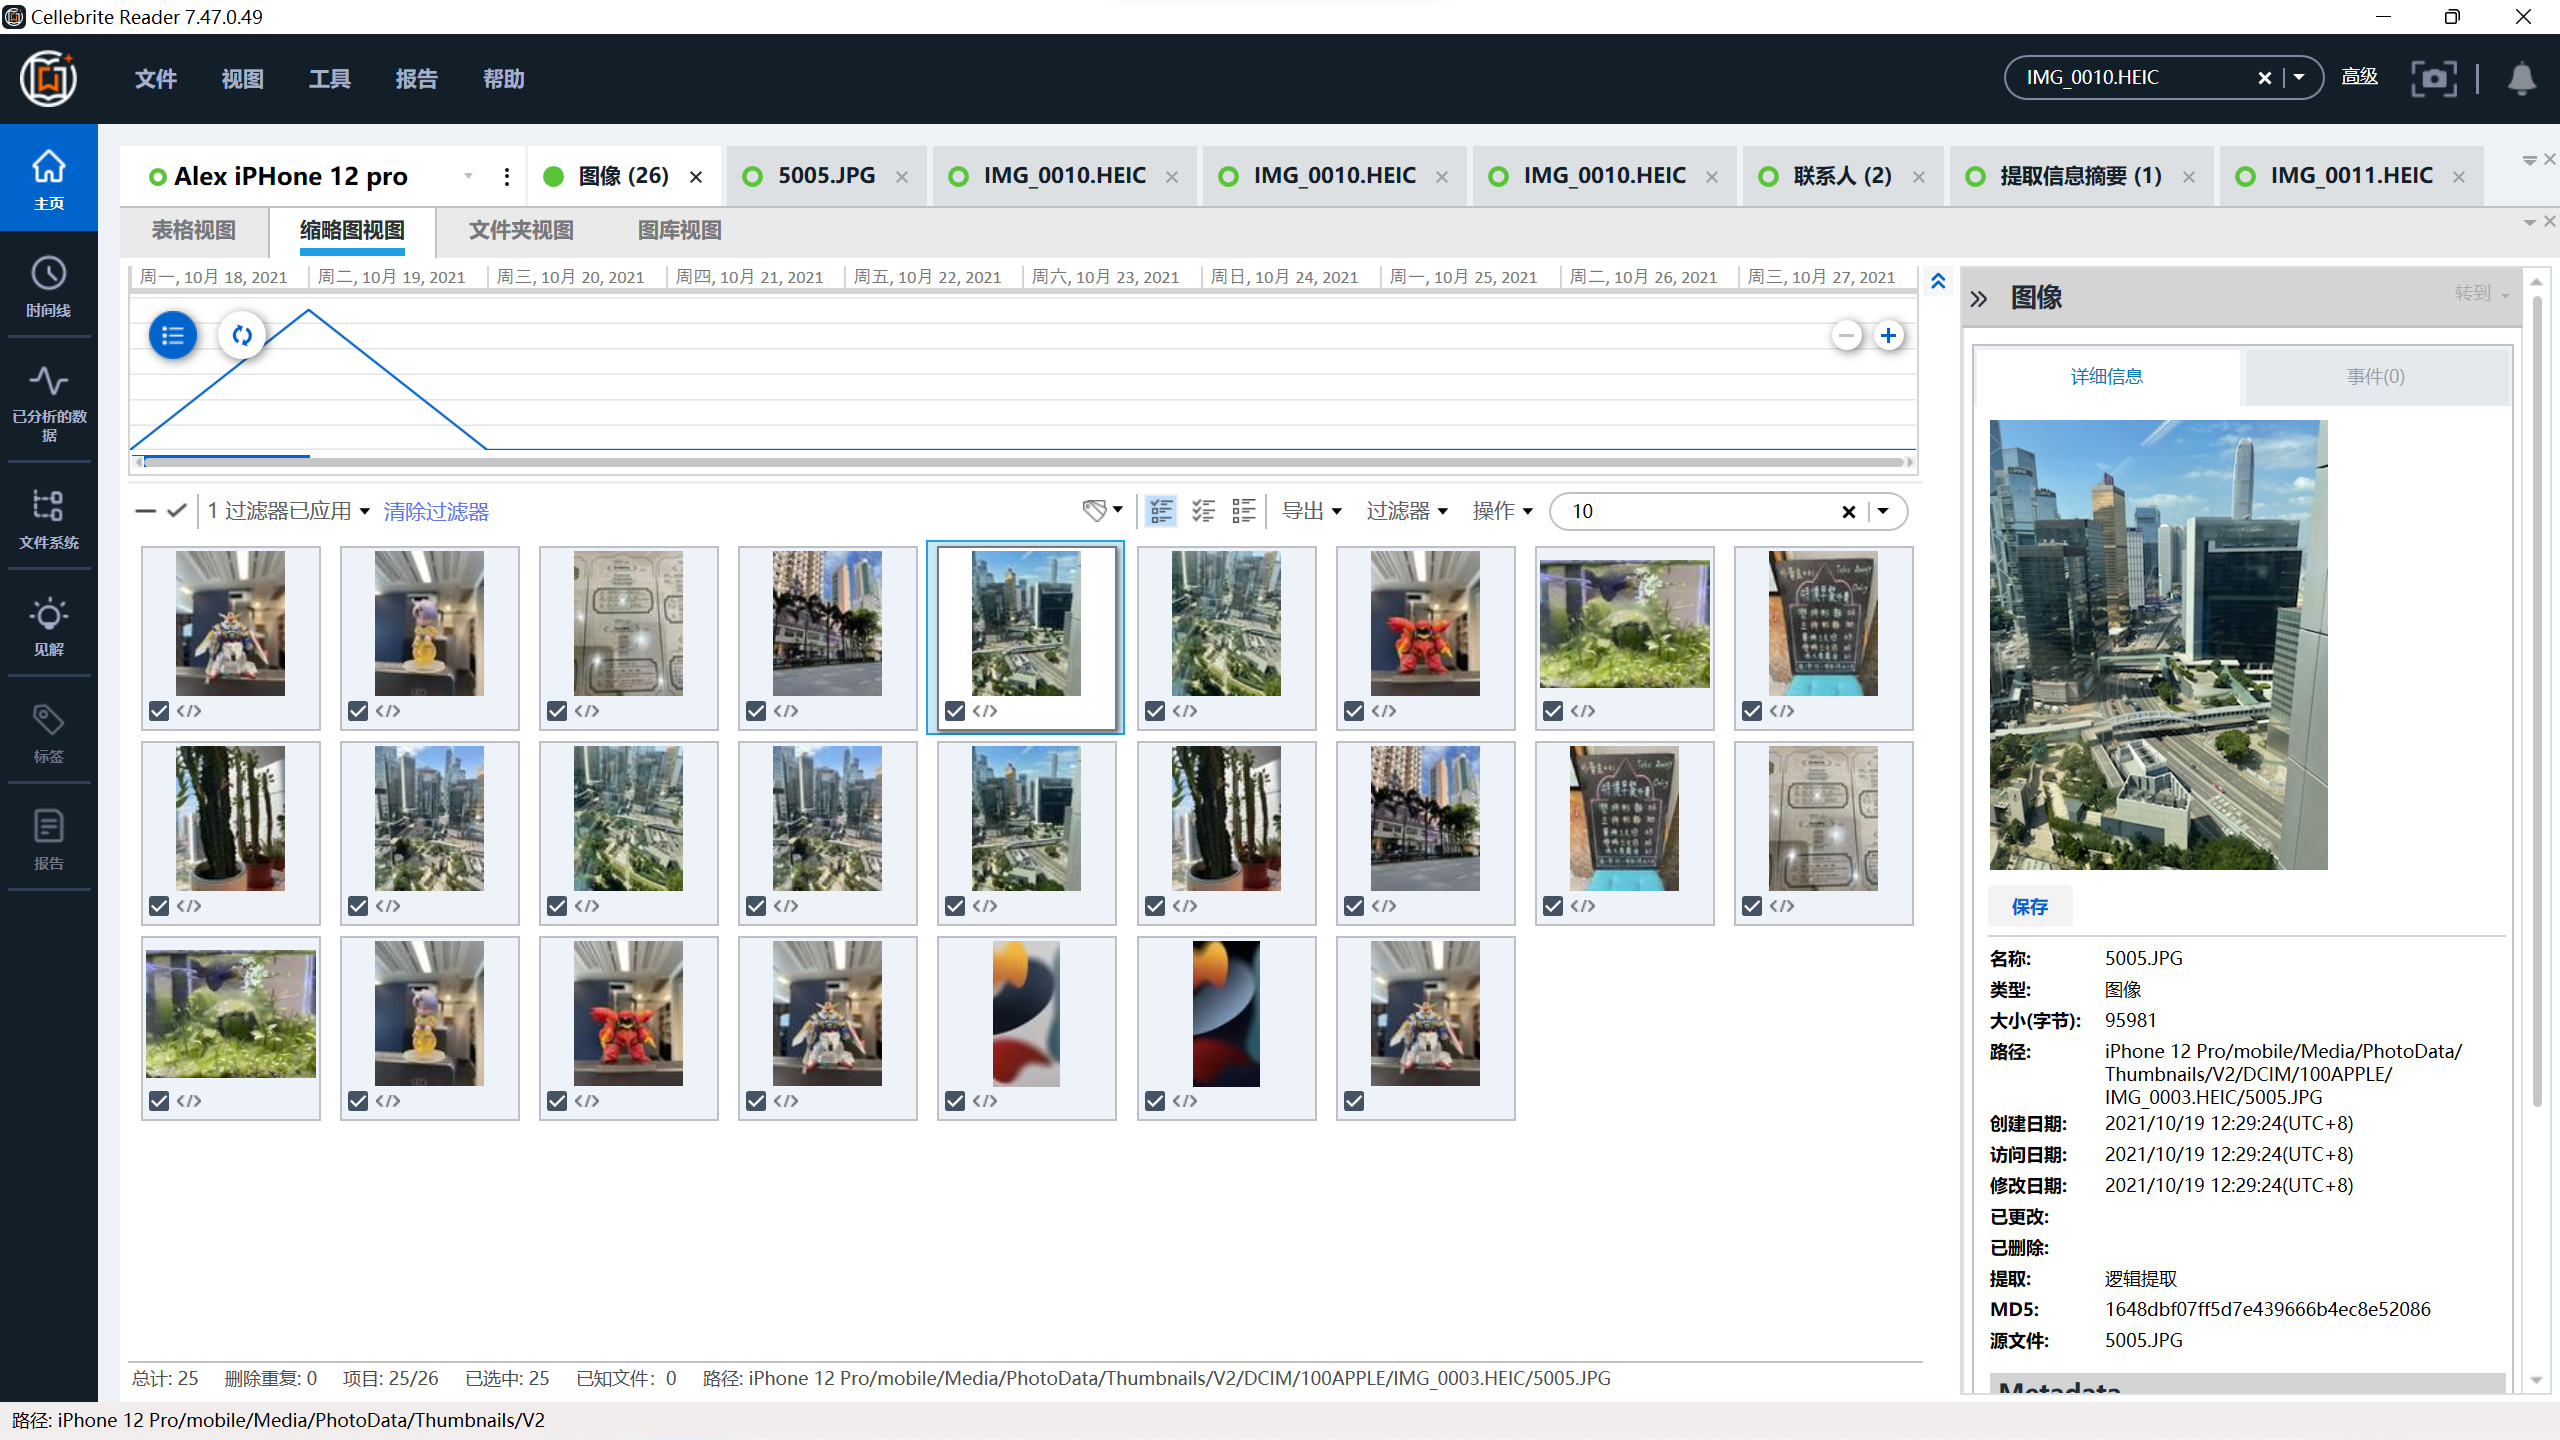 Cellebrite Reader 7.47.0.49
文件 视图 工具 报告 帮助 IMG_0010.HEIC 高级
Alex iPHone 12 pro 图像 (26) 5005.JPG IMG_0010.HEIC IMG_0010.HEIC IMG_0010.HEIC 联系人 (2) 提取信息摘要 (1) IMG_0011.HEIC
主页
时间线
已分析的数
据
文件系统
见解
标签
报告
表格视图 缩略图视图 文件夹视图 图库视图
周一, 10月 18, 2021 周二, 10月 19, 2021 周三, 10月 20, 2021 周四, 10月 21, 2021 周五, 10月 22, 2021 周六, 10月 23, 2021 周日, 10月 24, 2021 周一, 10月 25, 2021 周二, 10月 26, 2021 周三, 10月 27, 2021
1 过滤器已应用 清除过滤器 导出 过滤器 操作 10
图像 转到
详细信息 事件(0)
保存
名称: 5005.JPG
类型: 图像
大小(字节): 95981
路径: iPhone 12 Pro/mobile/Media/PhotoData/
Thumbnails/V2/DCIM/100APPLE/
IMG_0003.HEIC/5005.JPG
创建日期: 2021/10/19 12:29:24(UTC+8)
访问日期: 2021/10/19 12:29:24(UTC+8)
修改日期: 2021/10/19 12:29:24(UTC+8)
已更改:
已删除:
提取: 逻辑提取
MD5: 1648dbf07ff5d7e439666b4ec8e52086
源文件: 5005.JPG
Metadata
总计: 25 删除重复: 0 项目: 25/26 已选中: 25 已知文件: 0 路径: iPhone 12 Pro/mobile/Media/PhotoData/Thumbnails/V2/DCIM/100APPLE/IMG_0003.HEIC/5005.JPG
路径: iPhone 12 Pro/mobile/Media/PhotoData/Thumbnails/V2